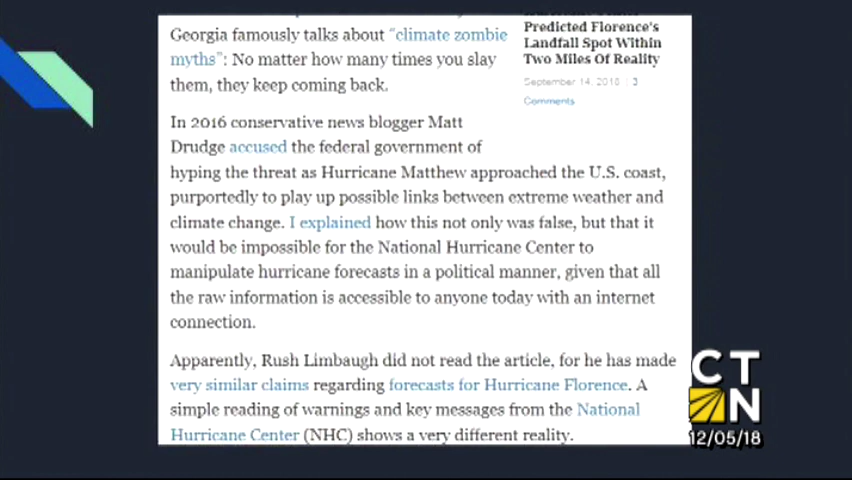 Georgia famously talks about "climate zombie
myths": No matter how many times you slay
them, they keep coming back.
In 2016 conservative news blogger Matt
Drudge accused the federal government of
hyping the threat as Hurricane Matthew approached the U.S. coast,
purportedly to play up possible links between extreme weather and
climate change. I explained how this not only was false, but that it
would be impossible for the National Hurricane Center to
manipulate hurricane forecasts in a political manner, given that all
the raw information is accessible to anyone today with an internet
connection.
Apparently, Rush Limbaugh did not read the article, for he has made
very similar claims regarding forecasts for Hurricane Florence. A
simple reading of warnings and key messages from the National
Hurricane Center (NHC) shows a very different reality.
Predicted Florence's
Landfall Spot Within
Two Miles Of Reality
September 14, 2018 | 3
Comments
CT
N
12/05/18